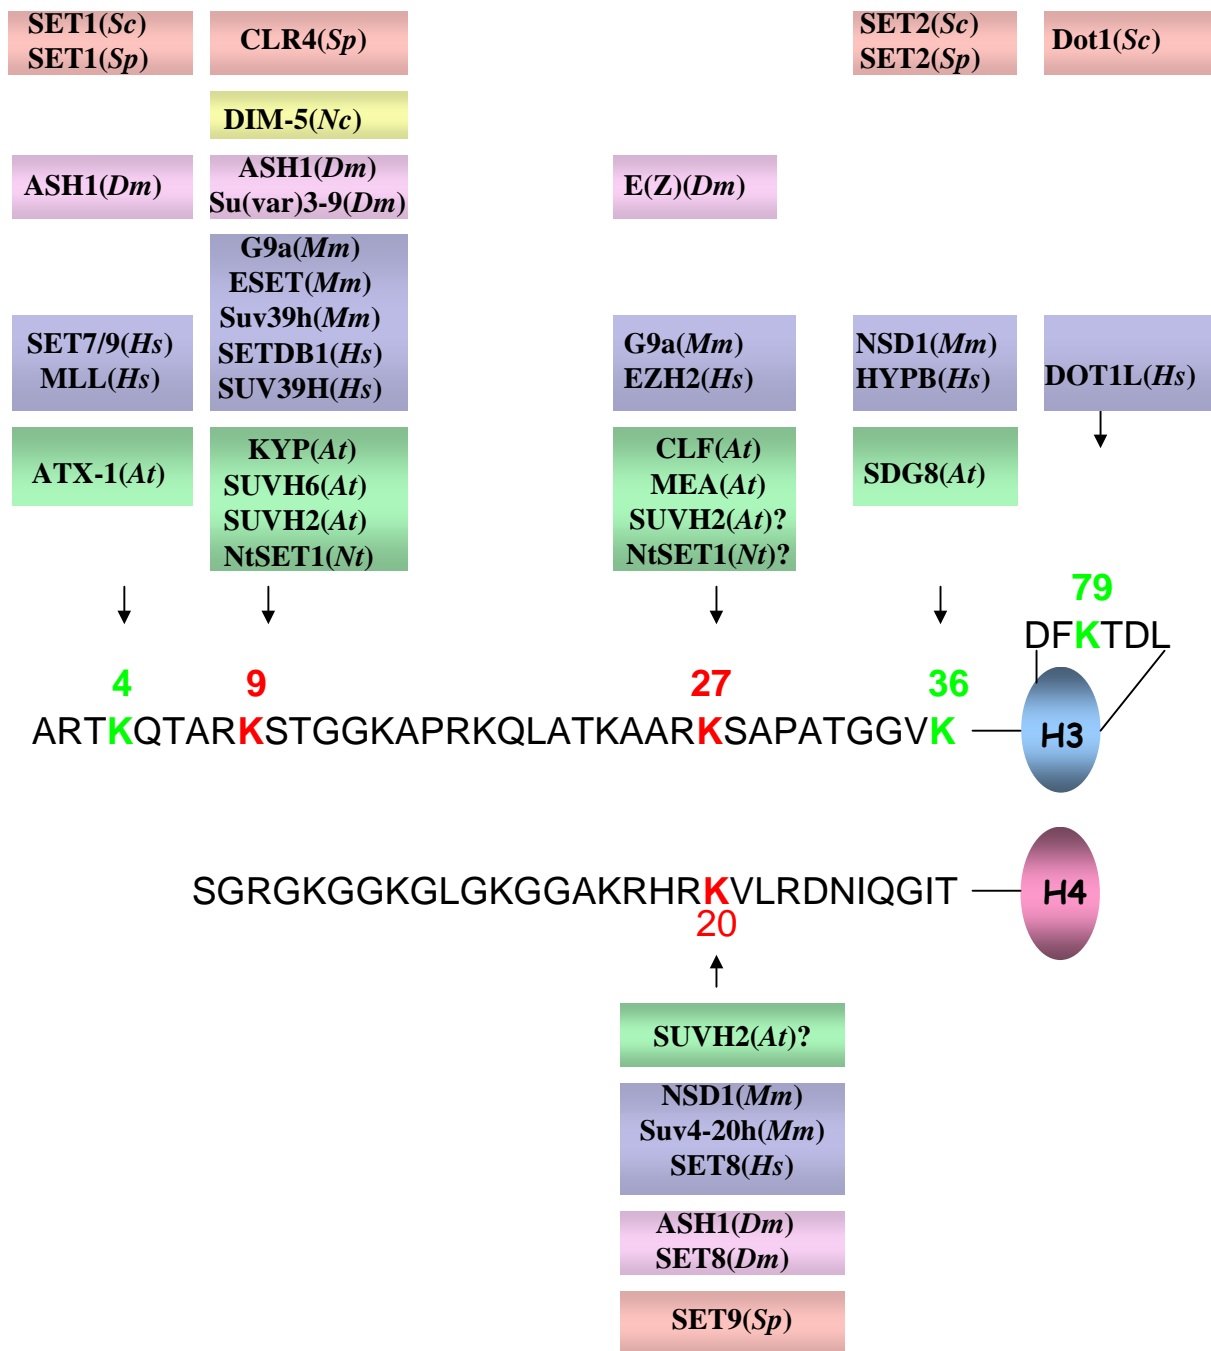 SET1(Sc)
SET1(Sp)
CLR4(Sp)
SET2(Sc)
SET2(Sp)
Dot1(Sc)
DIM-5(Nc)
ASH1(Dm)
ASH1(Dm)
Su(var)3-9(Dm)
E(Z)(Dm)
SET7/9(Hs)
MLL(Hs)
G9a(Mm)
ESET(Mm)
Suv39h(Mm)
SETDB1(Hs)
SUV39H(Hs)
G9a(Mm)
EZH2(Hs)
NSD1(Mm)
HYPB(Hs)
DOT1L(Hs)
ATX-1(At)
KYP(At)
SUVH6(At)
SUVH2(At)
NtSET1(Nt)
CLF(At)
MEA(At)
SUVH2(At)?
NtSET1(Nt)?
SDG8(At)
79
DFKTDL
4 9 27 36
ARTKQTARKSTGGKAPRKQLATKAARKSAPATGGVK
H3
SGRGKGGKGLGKGGAKRHRKVLRDNIQGIT
H4
20
SUVH2(At)?
NSD1(Mm)
Suv4-20h(Mm)
SET8(Hs)
ASH1(Dm)
SET8(Dm)
SET9(Sp)